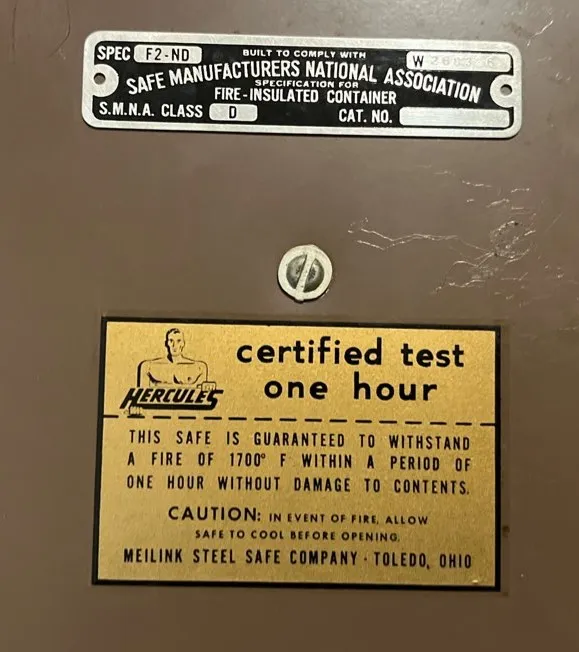 SPEC F2-ND
BUILT TO COMPLY WITH
W
SAFE MANUFACTURERS NATIONAL ASSOCIATION
SPECIFICATION FOR
FIRE-INSULATED CONTAINER
S.M.N.A. CLASS D CAT. NO.
HERCULES
certified test
one hour
THIS SAFE IS GUARANTEED TO WITHSTAND
A FIRE OF 1700° F WITHIN A PERIOD OF
ONE HOUR WITHOUT DAMAGE TO CONTENTS.
CAUTION: IN EVENT OF FIRE, ALLOW
SAFE TO COOL BEFORE OPENING.
MEILINK STEEL SAFE COMPANY · TOLEDO, OHIO